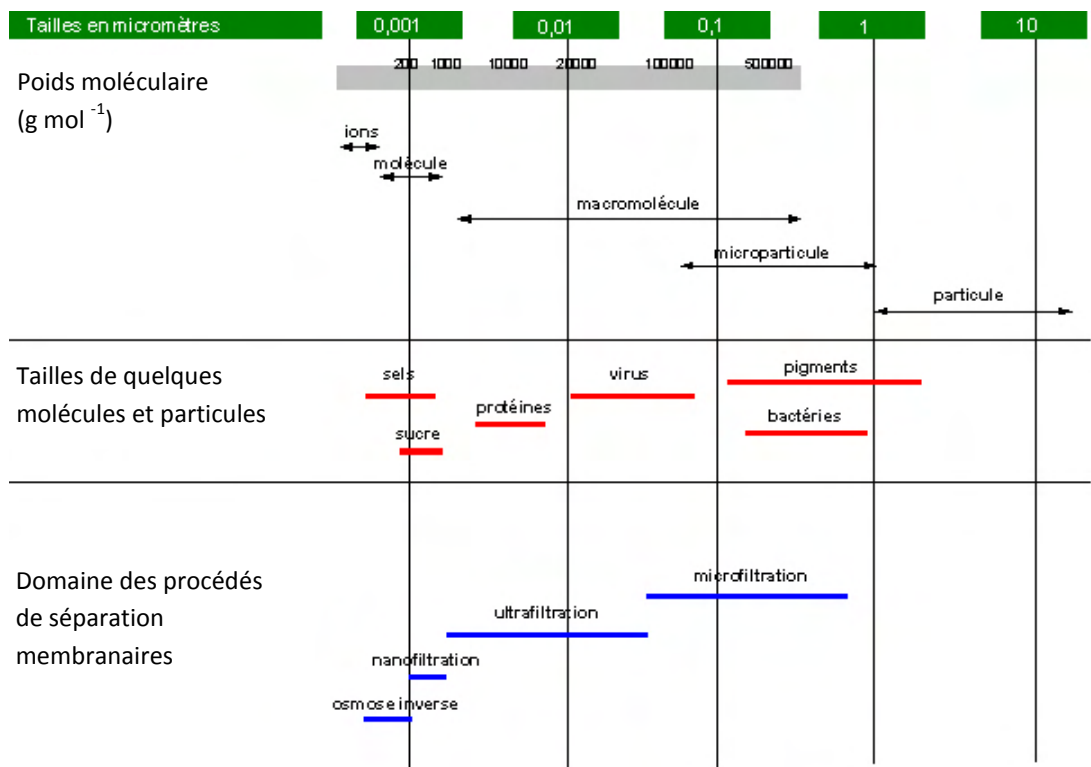 Tailles en micromètres 0,001 0,01 0,1 1 10
Poids moléculaire 200 1000 10000 20000 100000 500000
(g mol -1)
ions
molécule
macromolécule
microparticule
particule
Tailles de quelques
molécules et particules
sels virus pigments
protéines bactéries
sucre
Domaine des procédés
de séparation
membranaires
microfiltration
ultrafiltration
nanofiltration
osmose inverse